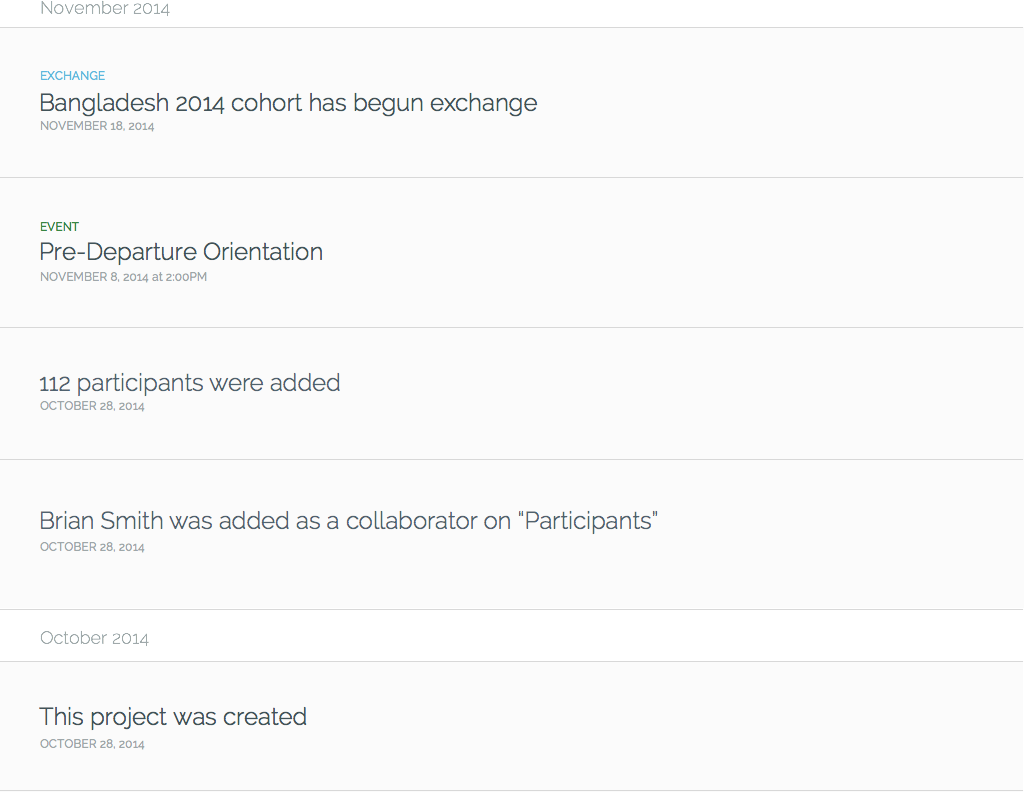 November 2014
EXCHANGE
Bangladesh 2014 cohort has begun exchange
NOVEMBER 18, 2014
EVENT
Pre-Departure Orientation
NOVEMBER 8, 2014 at 2:00PM
112 participants were added
OCTOBER 28, 2014
Brian Smith was added as a collaborator on “Participants”
OCTOBER 28, 2014
October 2014
This project was created
OCTOBER 28, 2014